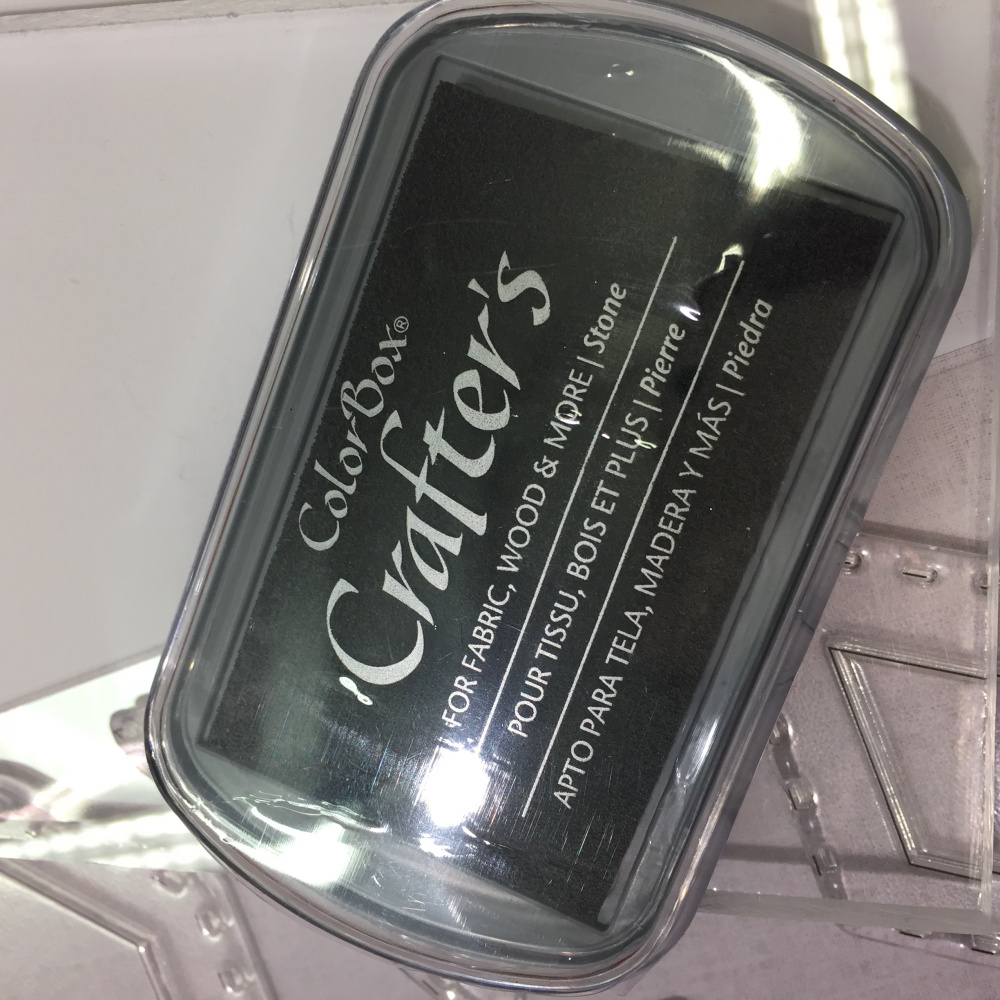 ColorBox®
Crafter's
FOR FABRIC, WOOD & MORE | Stone
POUR TISSU, BOIS ET PLUS | Pierre
APTO PARA TELA, MADERA Y MÁS | Piedra